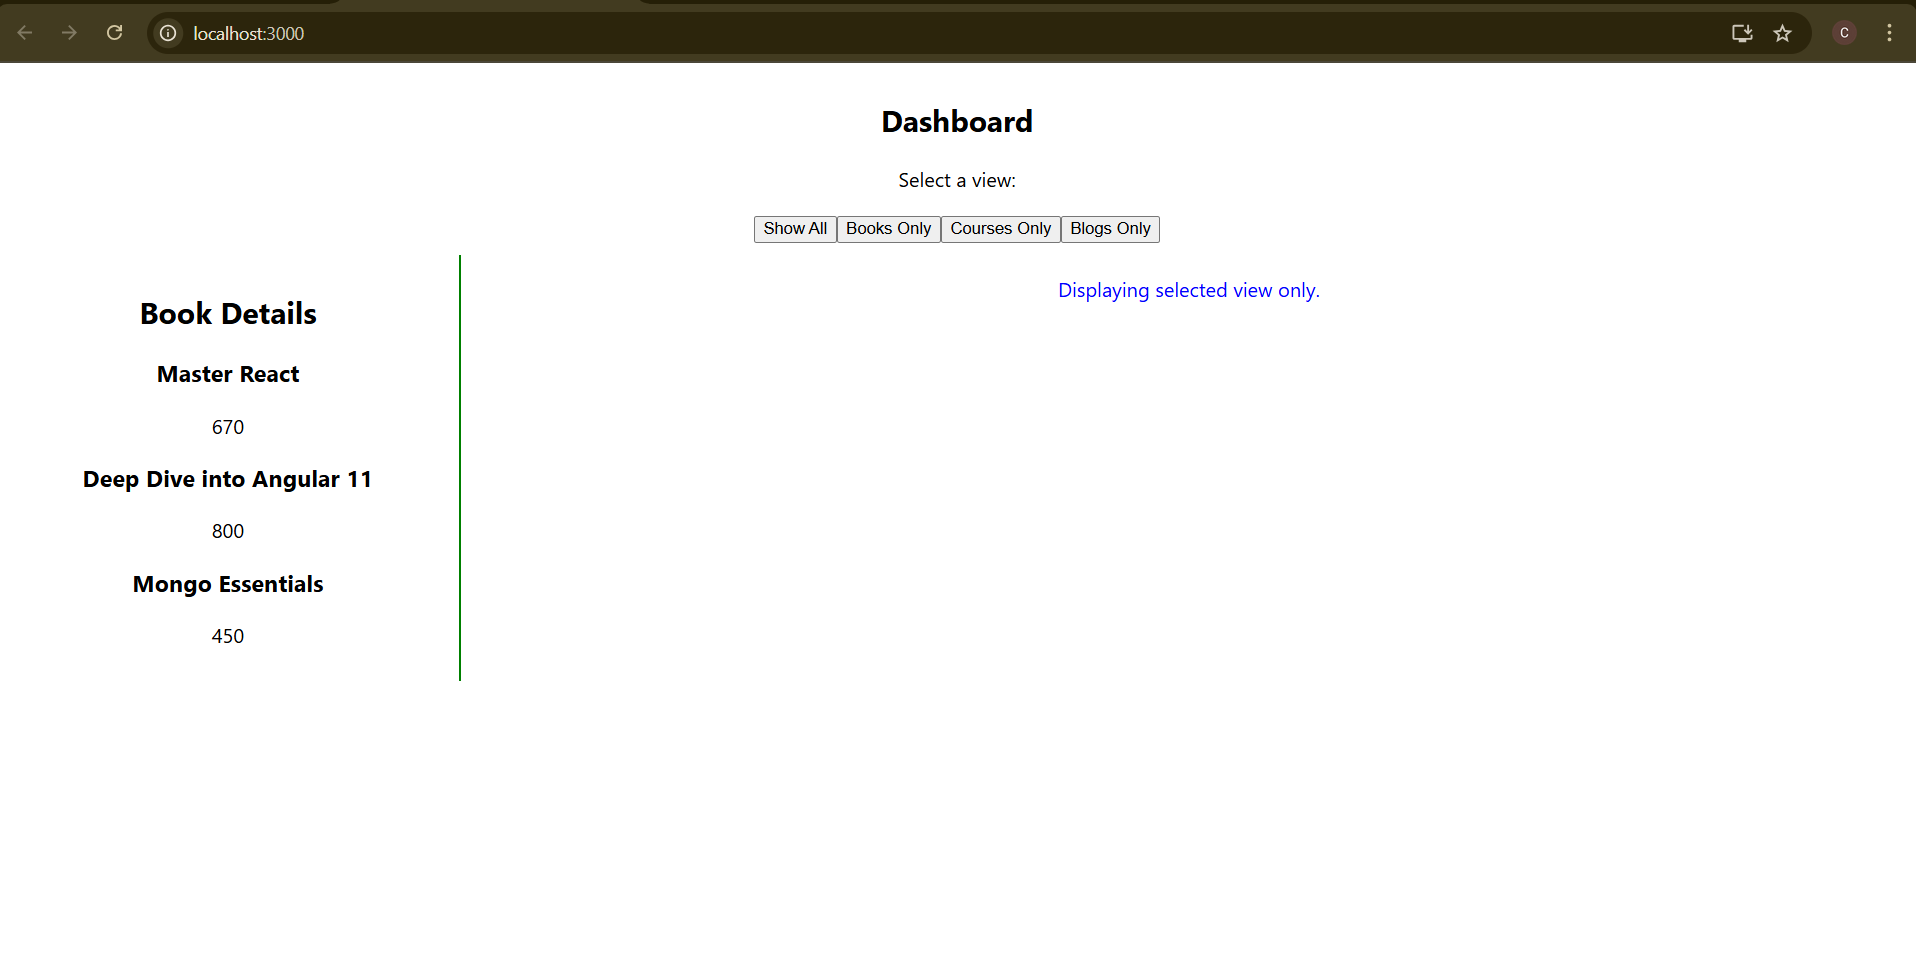 localhost:3000
C
Dashboard
Select a view:
Show All Books Only Courses Only Blogs Only
Displaying selected view only.
Book Details
Master React
670
Deep Dive into Angular 11
800
Mongo Essentials
450